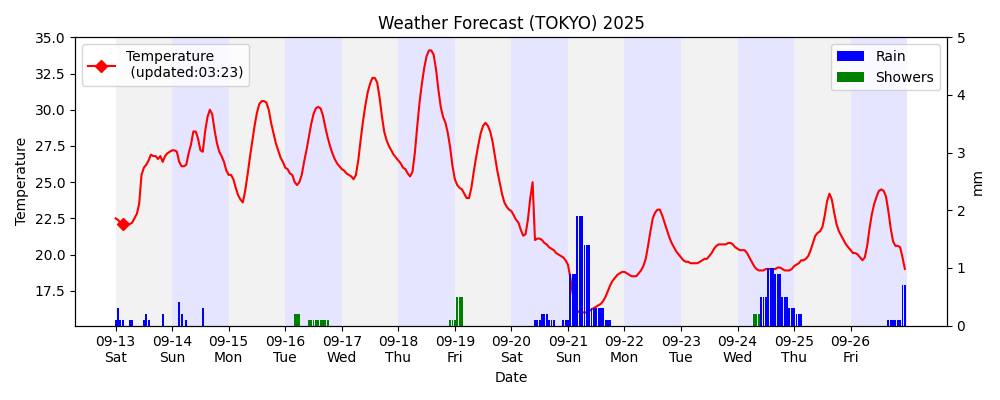 Weather Forecast (TOKYO) 2025
Temperature
(updated:03:23)
Rain
Showers
35.0
32.5
30.0
27.5
25.0
22.5
20.0
17.5
Temperature
5
4
3
2
1
0
mm
09-13 09-14 09-15 09-16 09-17 09-18 09-19 09-20 09-21 09-22 09-23 09-24 09-25 09-26
Sat Sun Mon Tue Wed Thu Fri Sat Sun Mon Tue Wed Thu Fri
Date